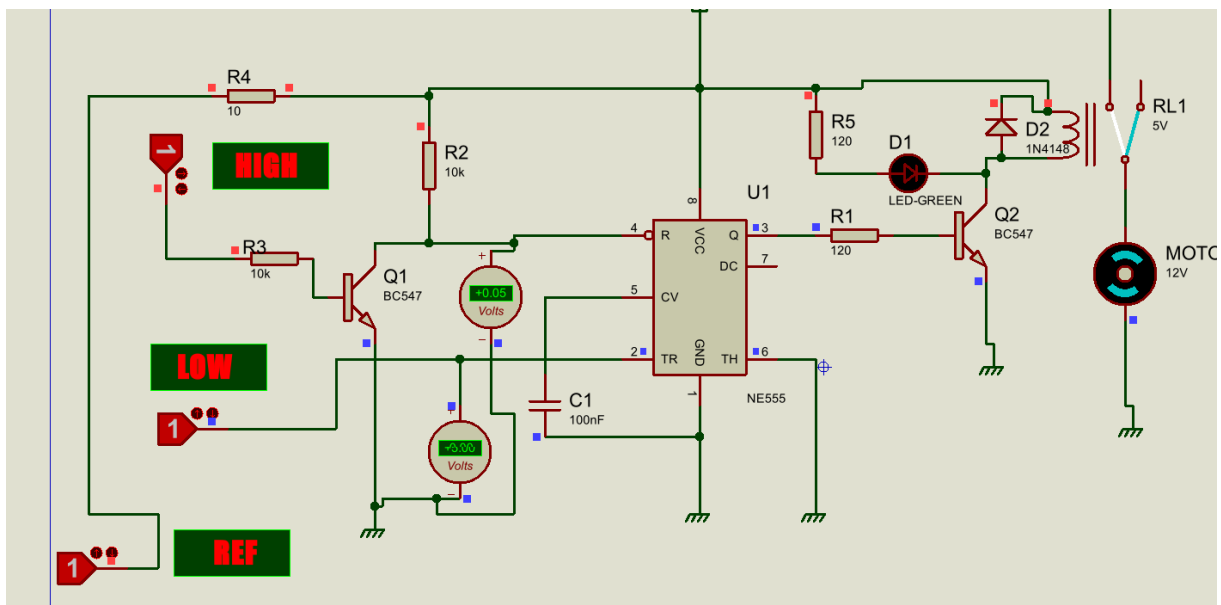 R4
10
1
HIGH
R2
10k
R3
10k
Q1
BC547
+0.05
Volts
LOW
1
Volts
REF
1
C1
100nF
U1
4
R
8
VCC
Q
3
DC
7
5
CV
2
TR
GND
1
TH
6
NE555
R1
120
R5
120
D1
LED-GREEN
D2
1N4148
Q2
BC547
RL1
5V
MOTO
12V